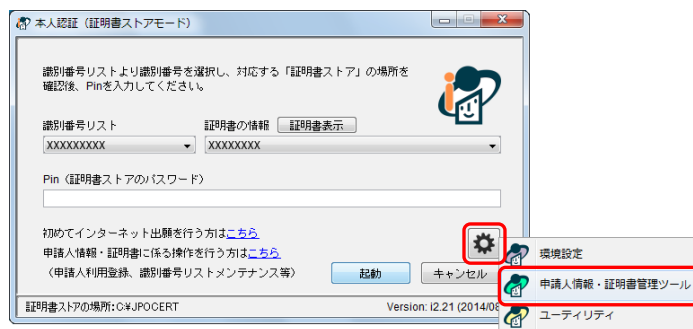 本人認証（証明書ストアモード）
識別番号リストより識別番号を選択し、対応する「証明書ストア」の場所を
確認後、Pinを入力してください。
識別番号リスト 証明書の情報 証明書表示
XXXXXXXXX XXXXXXXX
Pin（証明書ストアのパスワード）
初めてインターネット出願を行う方はこちら
申請人情報・証明書に係る操作を行う方はこちら
（申請人利用登録、識別番号リストメンテナンス等） 起動 キャンセル
証明書ストアの場所:C¥JPOCERT Version: i2.21 (2014/08
環境設定
申請人情報・証明書管理ツール
ユーティリティ